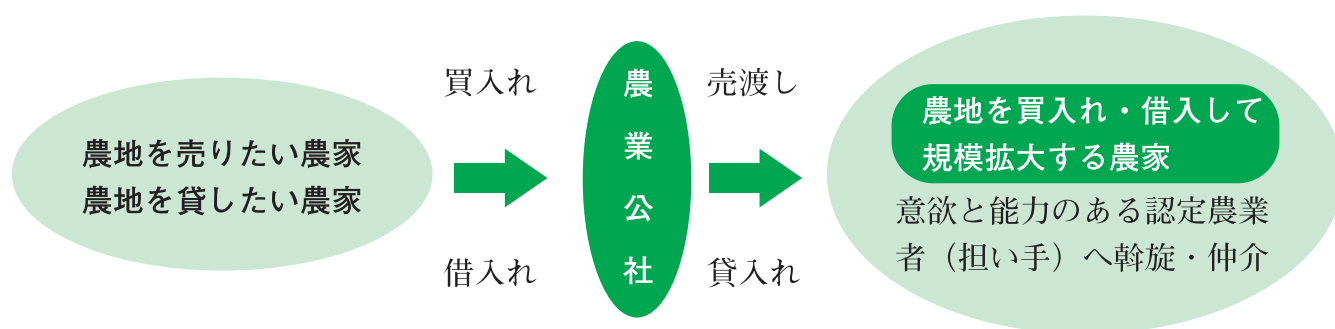 農地を売りたい農家
農地を貸したい農家
買入れ
借入れ
農業公社
売渡し
貸入れ
農地を買入れ・借入して
規模拡大する農家
意欲と能力のある認定農業
者（担い手）へ斡旋・仲介